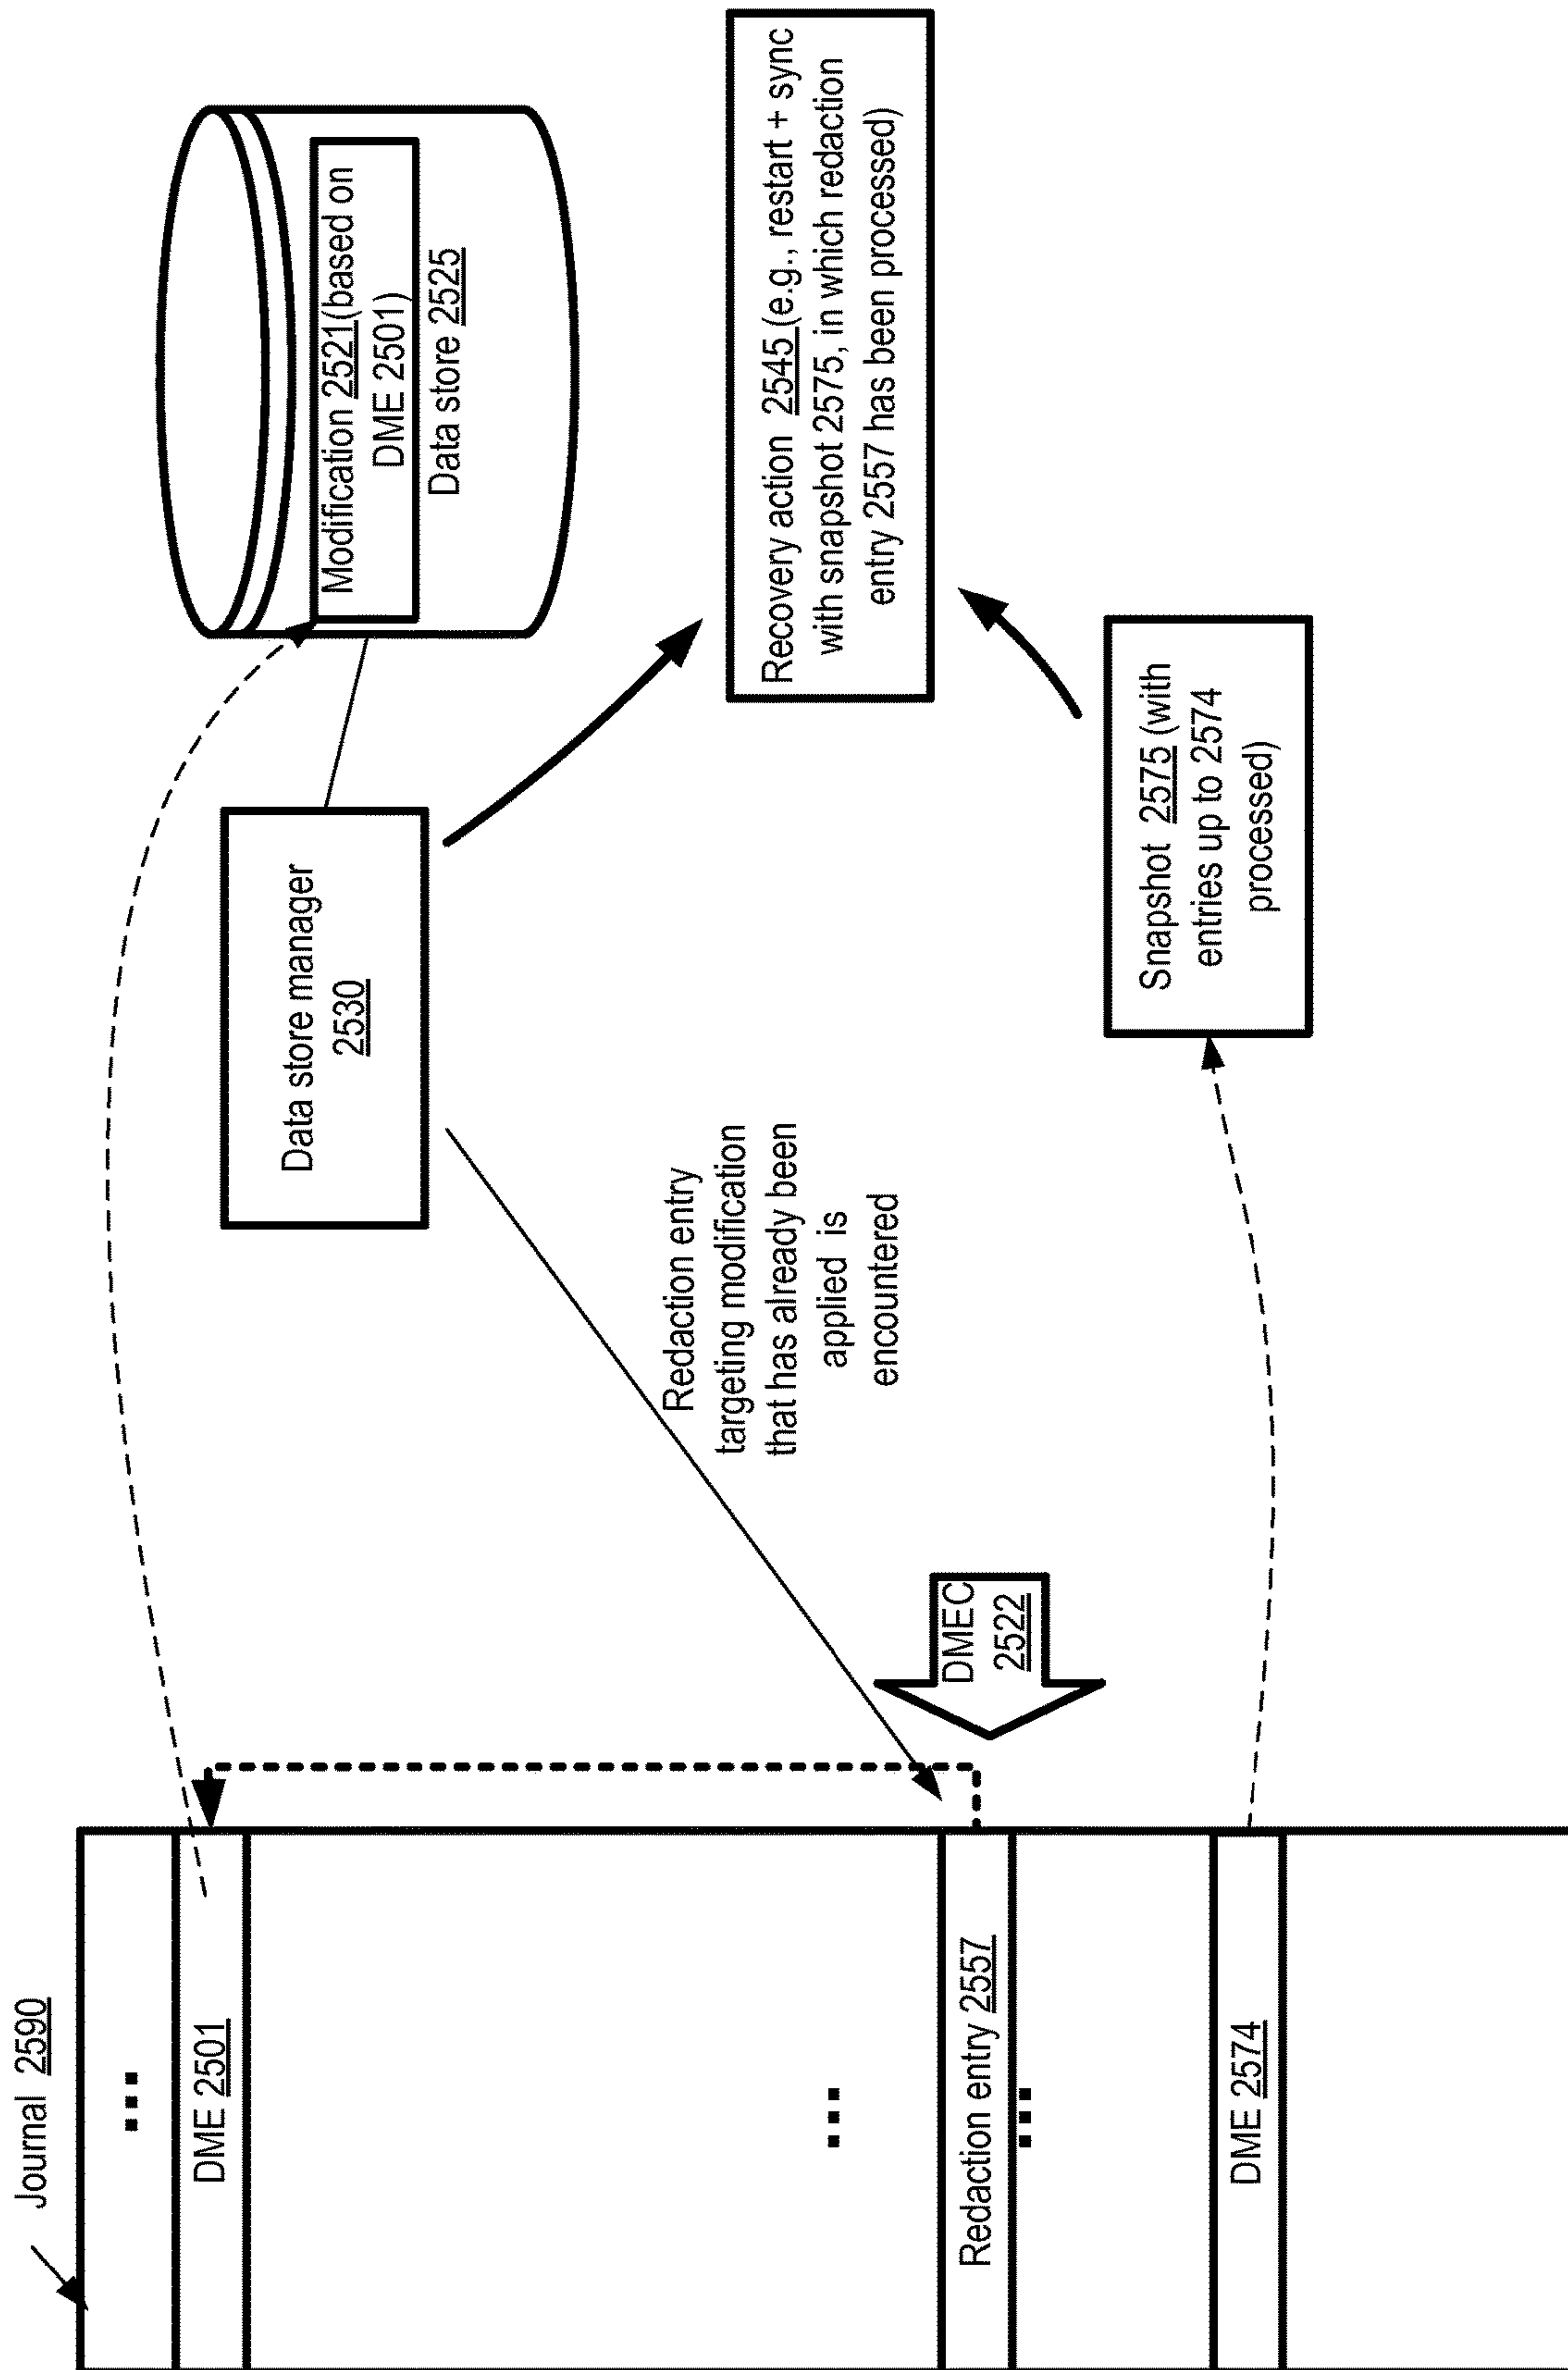 Journal 2590
...
DME 2501
...
Redaction entry 2557
...
DME 2574
DMEC
2522
Redaction entry
targeting modification
that has already been
applied is
encountered
Data store manager
2530
Modification 2521(based on
DME 2501)
Data store 2525
Recovery action 2545 (e.g., restart + sync
with snapshot 2575, in which redaction
entry 2557 has been processed)
Snapshot 2575 (with
entries up to 2574
processed)